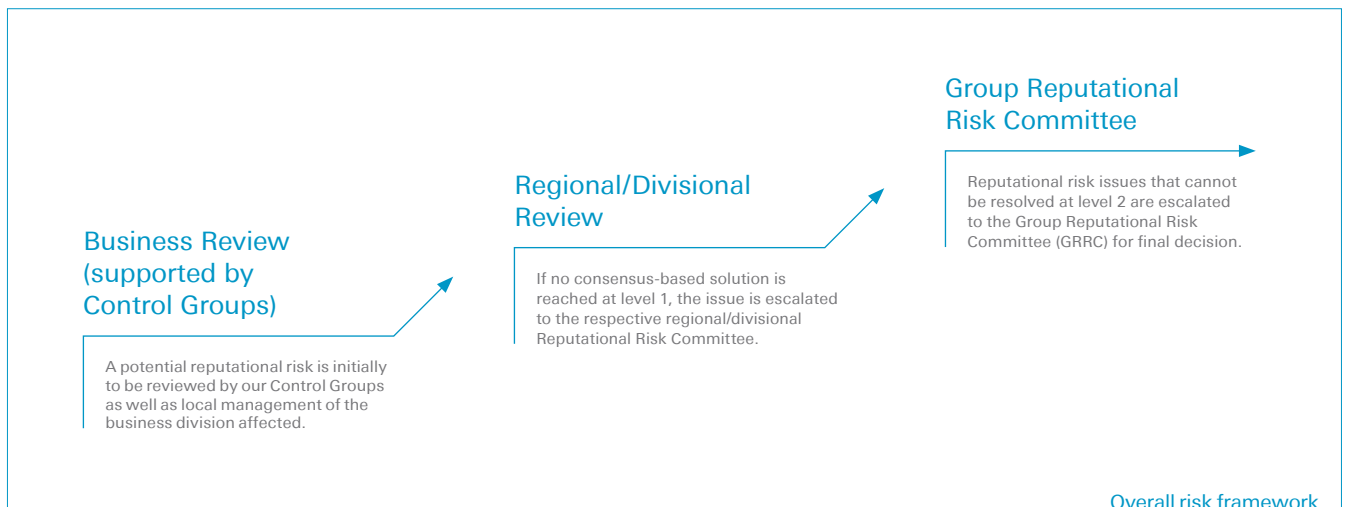 Business Review
(supported by
Control Groups)
A potential reputational risk is initially
to be reviewed by our Control Groups
as well as local management of the
business division affected.
Regional/Divisional
Review
If no consensus-based solution is
reached at level 1, the issue is escalated
to the respective regional/divisional
Reputational Risk Committee.
Group Reputational
Risk Committee
Reputational risk issues that cannot
be resolved at level 2 are escalated
to the Group Reputational Risk
Committee (GRRC) for final decision.
Overall risk framework